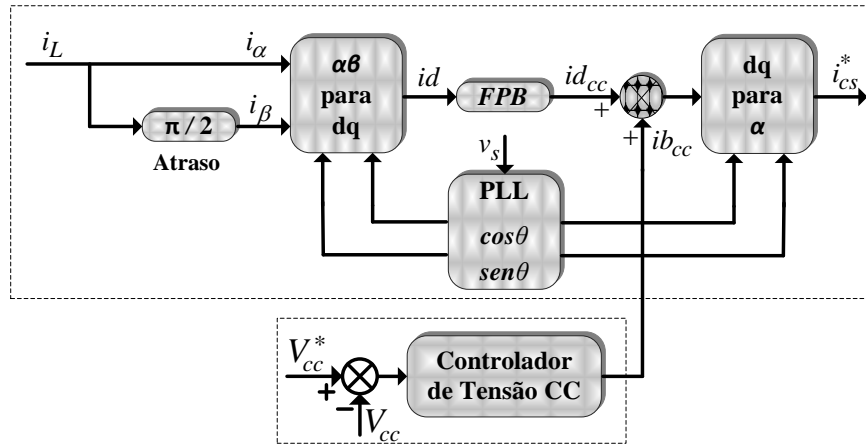 i_L
i_α
αβ
para
dq
id
FPB
id_cc
+
dq
para
α
i*_cs
π / 2
i_β
Atraso
+
ib_cc
v_s
PLL
cosθ
senθ
V*_cc
+
−
V_cc
Controlador
de Tensão CC